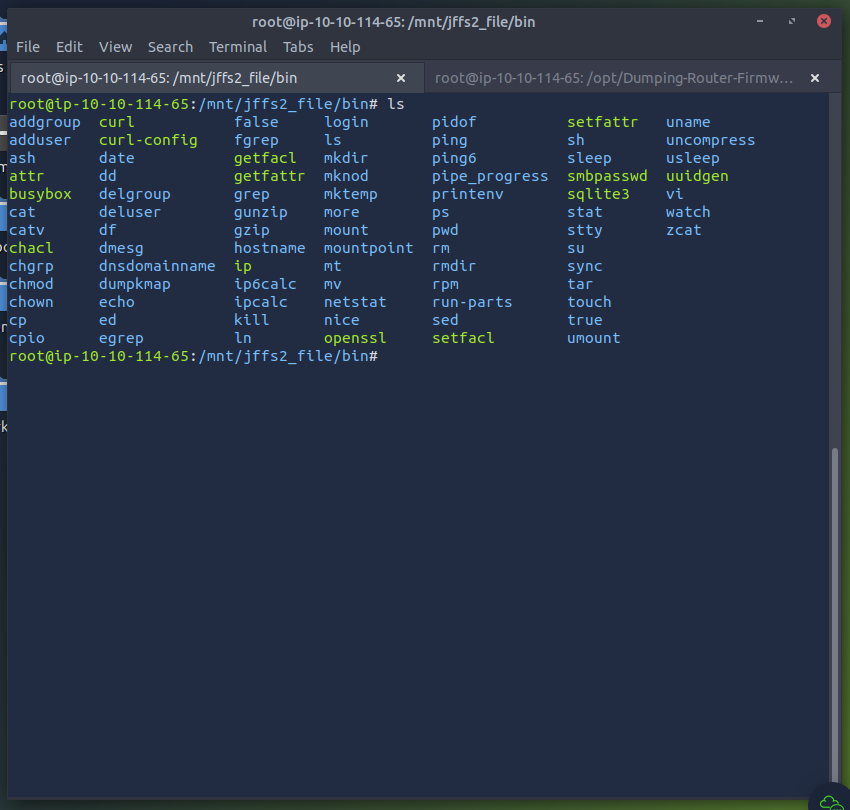 root@ip-10-10-114-65: /mnt/jffs2_file/bin
File Edit View Search Terminal Tabs Help
root@ip-10-10-114-65: /mnt/jffs2_file/bin root@ip-10-10-114-65: /opt/Dumping-Router-Firmw...
root@ip-10-10-114-65:/mnt/jffs2_file/bin# ls
addgroup curl false login pidof setfattr uname
adduser curl-config fgrep ls ping sh uncompress
ash date getfacl mkdir ping6 sleep usleep
attr dd getfattr mknod pipe_progress smbpasswd uuidgen
busybox delgroup grep mktemp printenv sqlite3 vi
cat deluser gunzip more ps stat watch
catv df gzip mount pwd stty zcat
chacl dmesg hostname mountpoint rm su
chgrp dnsdomainname ip mt rmdir sync
chmod dumpkmap ip6calc mv rpm tar
chown echo ipcalc netstat run-parts touch
cp ed kill nice sed true
cpio egrep ln openssl setfacl umount
root@ip-10-10-114-65:/mnt/jffs2_file/bin#